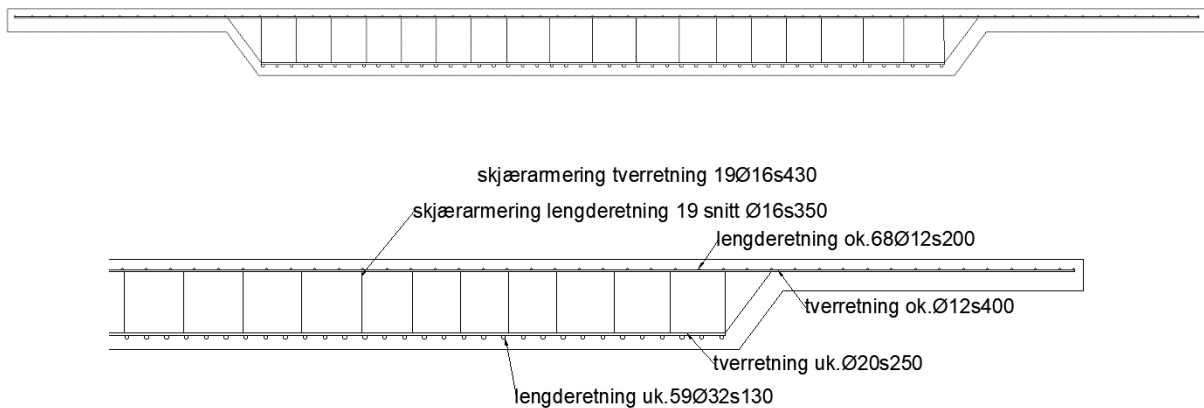 skjærarmering tverretning 19Ø16s430
skjærarmering lengderetning 19 snitt Ø16s350
lengderetning ok.68Ø12s200
tverretning ok.Ø12s400
tverretning uk.Ø20s250
lengderetning uk.59Ø32s130